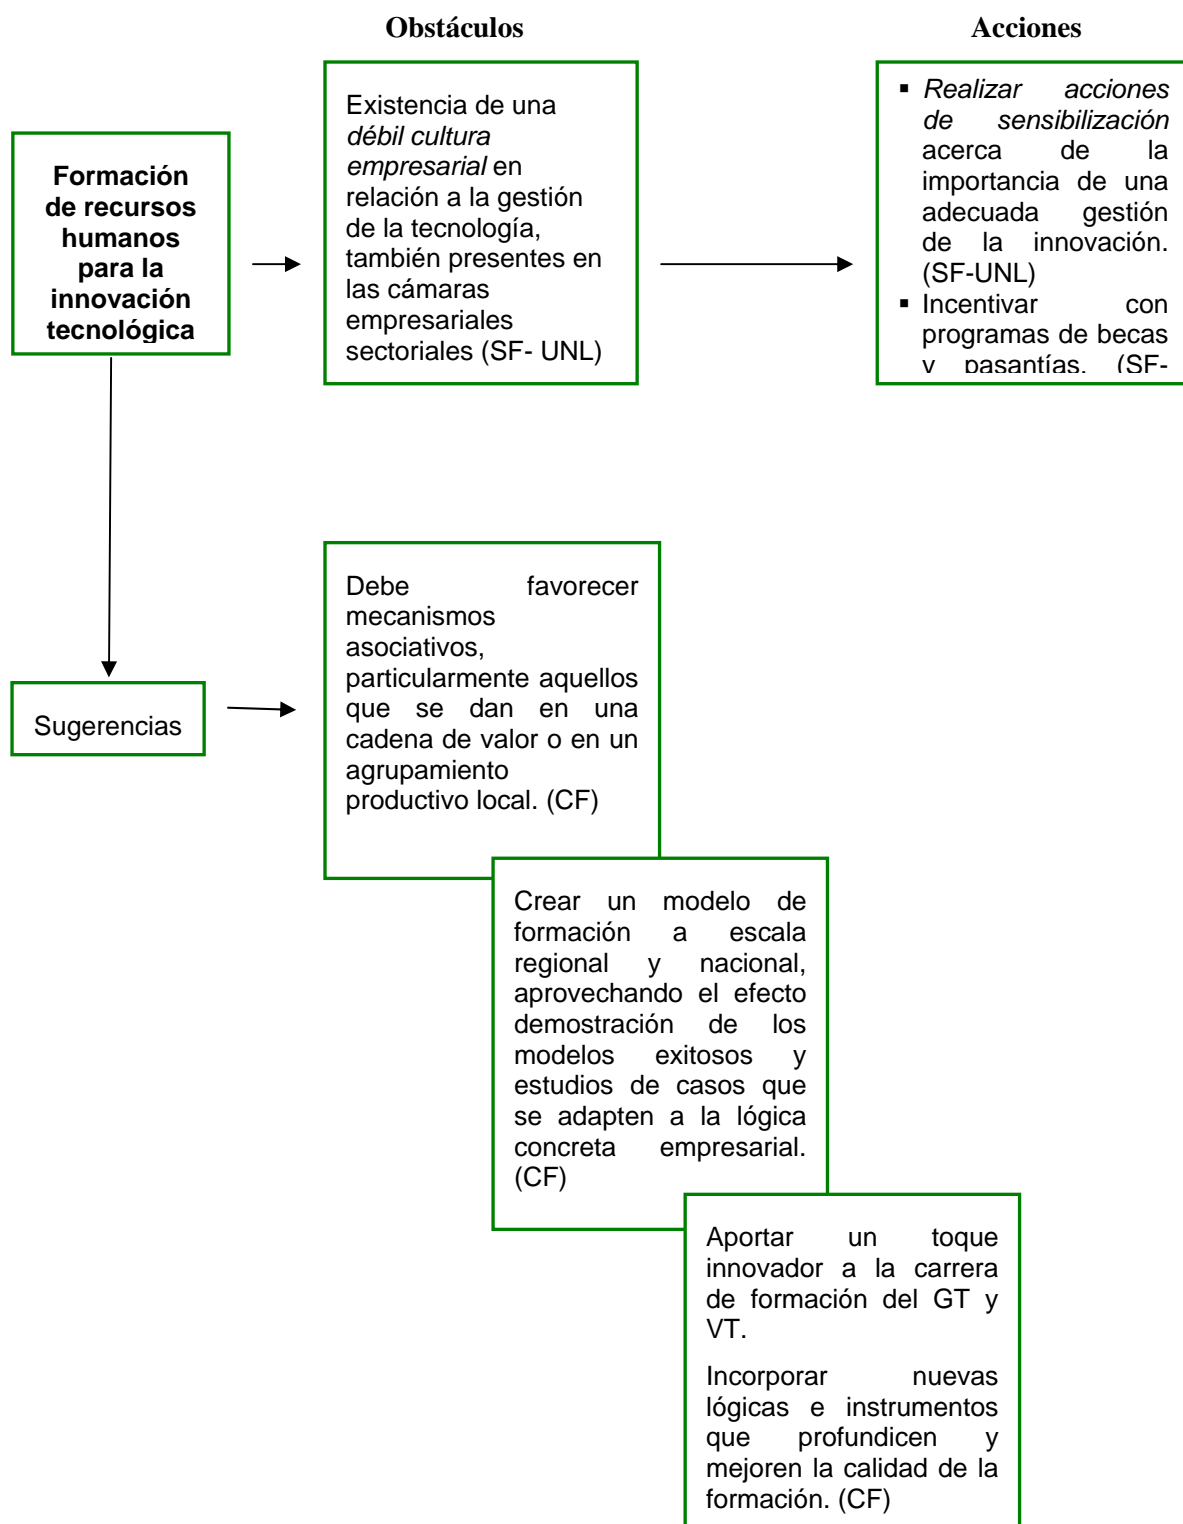 Obstáculos
Acciones
Formación
de recursos
humanos
para la
innovación
tecnológica
Existencia de una
débil cultura
empresarial en
relación a la gestión
de la tecnología,
también presentes en
las cámaras
empresariales
sectoriales (SF- UNL)
▪ Realizar acciones
de sensibilización
acerca de la
importancia de una
adecuada gestión
de la innovación.
(SF-UNL)
▪ Incentivar con
programas de becas
y pasantías. (SF-
Sugerencias
Debe favorecer
mecanismos
asociativos,
particularmente aquellos
que se dan en una
cadena de valor o en un
agrupamiento
productivo local. (CF)
Crear un modelo de
formación a escala
regional y nacional,
aprovechando el efecto
demostración de los
modelos exitosos y
estudios de casos que
se adapten a la lógica
concreta empresarial.
(CF)
Aportar un toque
innovador a la carrera
de formación del GT y
VT.
Incorporar nuevas
lógicas e instrumentos
que profundicen y
mejoren la calidad de la
formación. (CF)